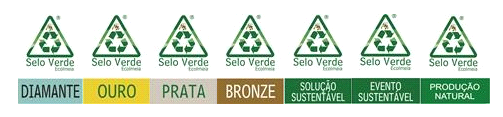 Selo Verde Selo Verde Selo Verde Selo Verde Selo Verde Selo Verde Selo Verde
Ecolmeia Ecolmeia Ecolmeia Ecolmeia Ecolmeia Ecolmeia Ecolmeia
DIAMANTE
OURO
PRATA
BRONZE
SOLUÇÃO
SUSTENTÁVEL
EVENTO
SUSTENTÁVEL
PRODUÇÃO
NATURAL